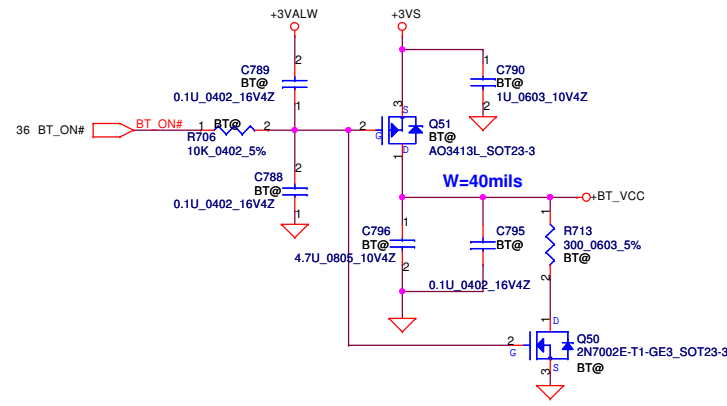 +3VALW
+3VS
2
C789
BT@
0.1U_0402_16V4Z
1
1
C790
BT@
1U_0603_10V4Z
2
36 BT_ON#
BT_ON#
1
BT@
2
R706
10K_0402_5%
2
G
3
S
Q51
BT@
AO3413L_SOT23-3
D
1
2
C788
BT@
0.1U_0402_16V4Z
1
W=40mils
+BT_VCC
1
C796
BT@
4.7U_0805_10V4Z
2
1
C795
BT@
0.1U_0402_16V4Z
2
1
R713
300_0603_5%
BT@
2
1
D
2
G
Q50
2N7002E-T1-GE3_SOT23-3
BT@
3
S